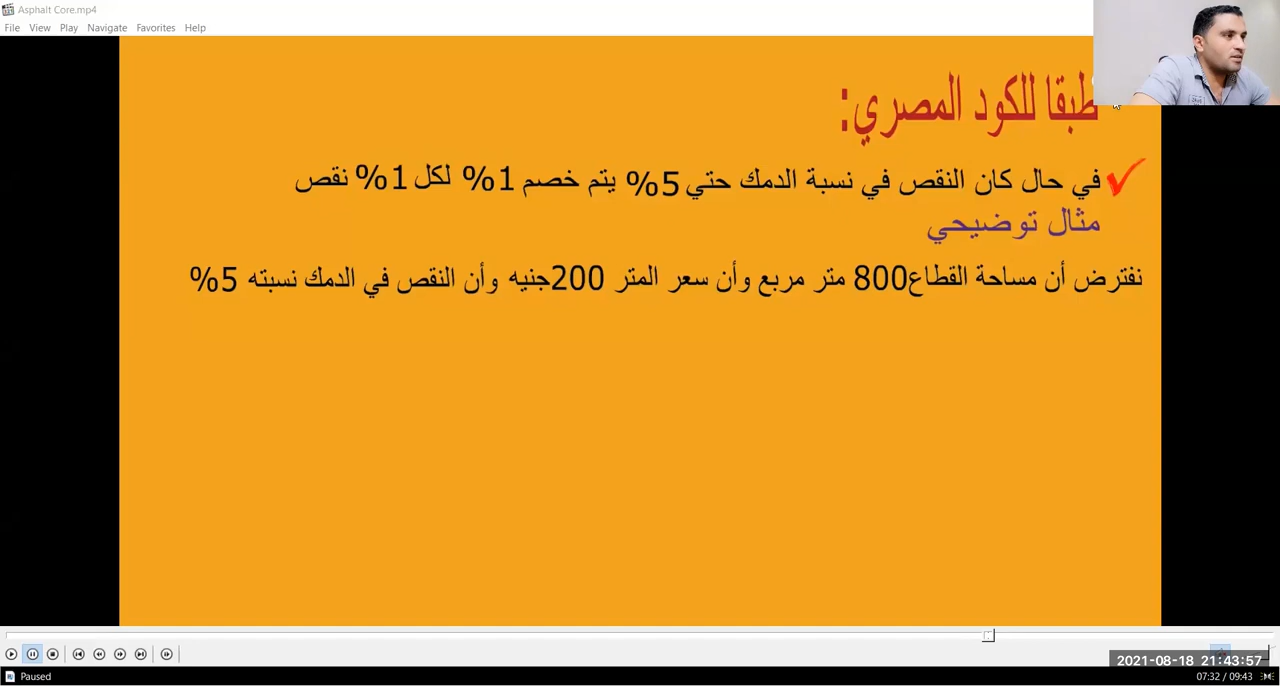 Asphalt Core.mp4
File View Play Navigate Favorites Help
طبقا للكود المصري:
في حال كان النقص في نسبة الدمك حتي 5% يتم خصم 1% لكل 1% نقص
مثال توضيحي
نفترض أن مساحة القطاع800 متر مربع وأن سعر المتر 200جنيه وأن النقص في الدمك نسبته 5%
2021-08-18 21:43:57
Paused
07:32 / 09:43